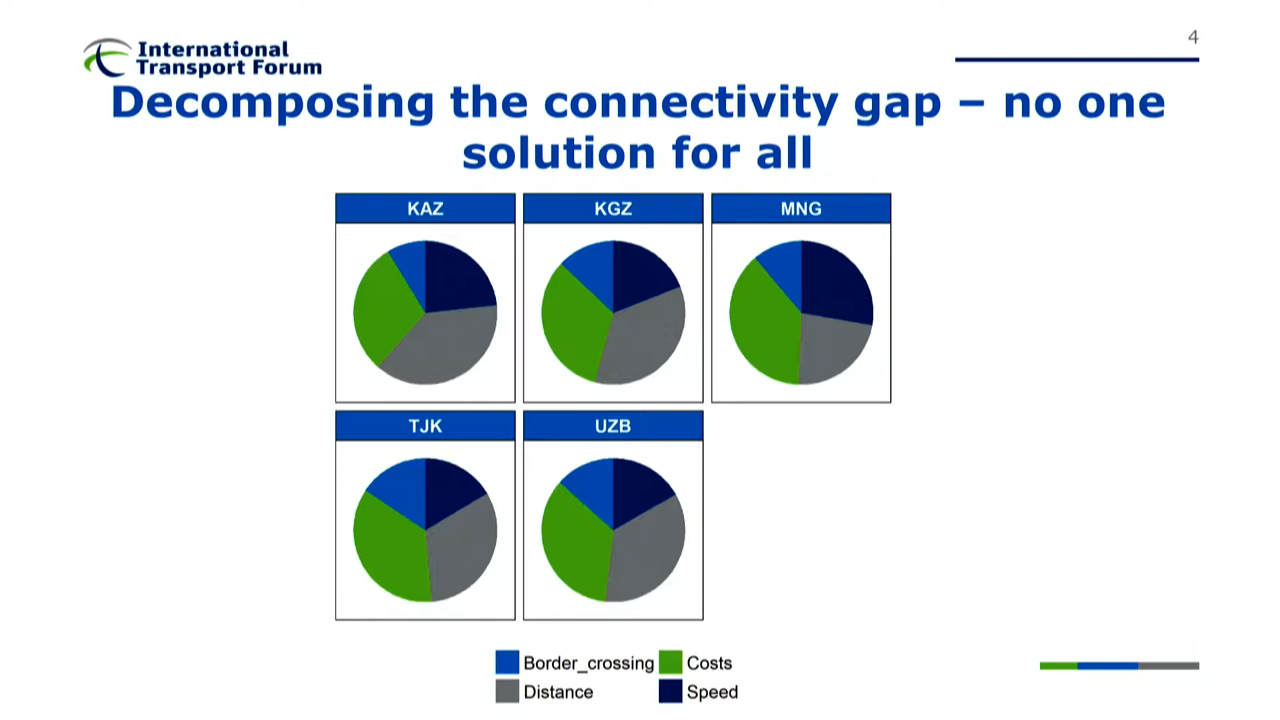 4
International
Transport Forum
Decomposing the connectivity gap – no one
solution for all
KAZ
KGZ
MNG
TJK
UZB
Border_crossing
Costs
Distance
Speed